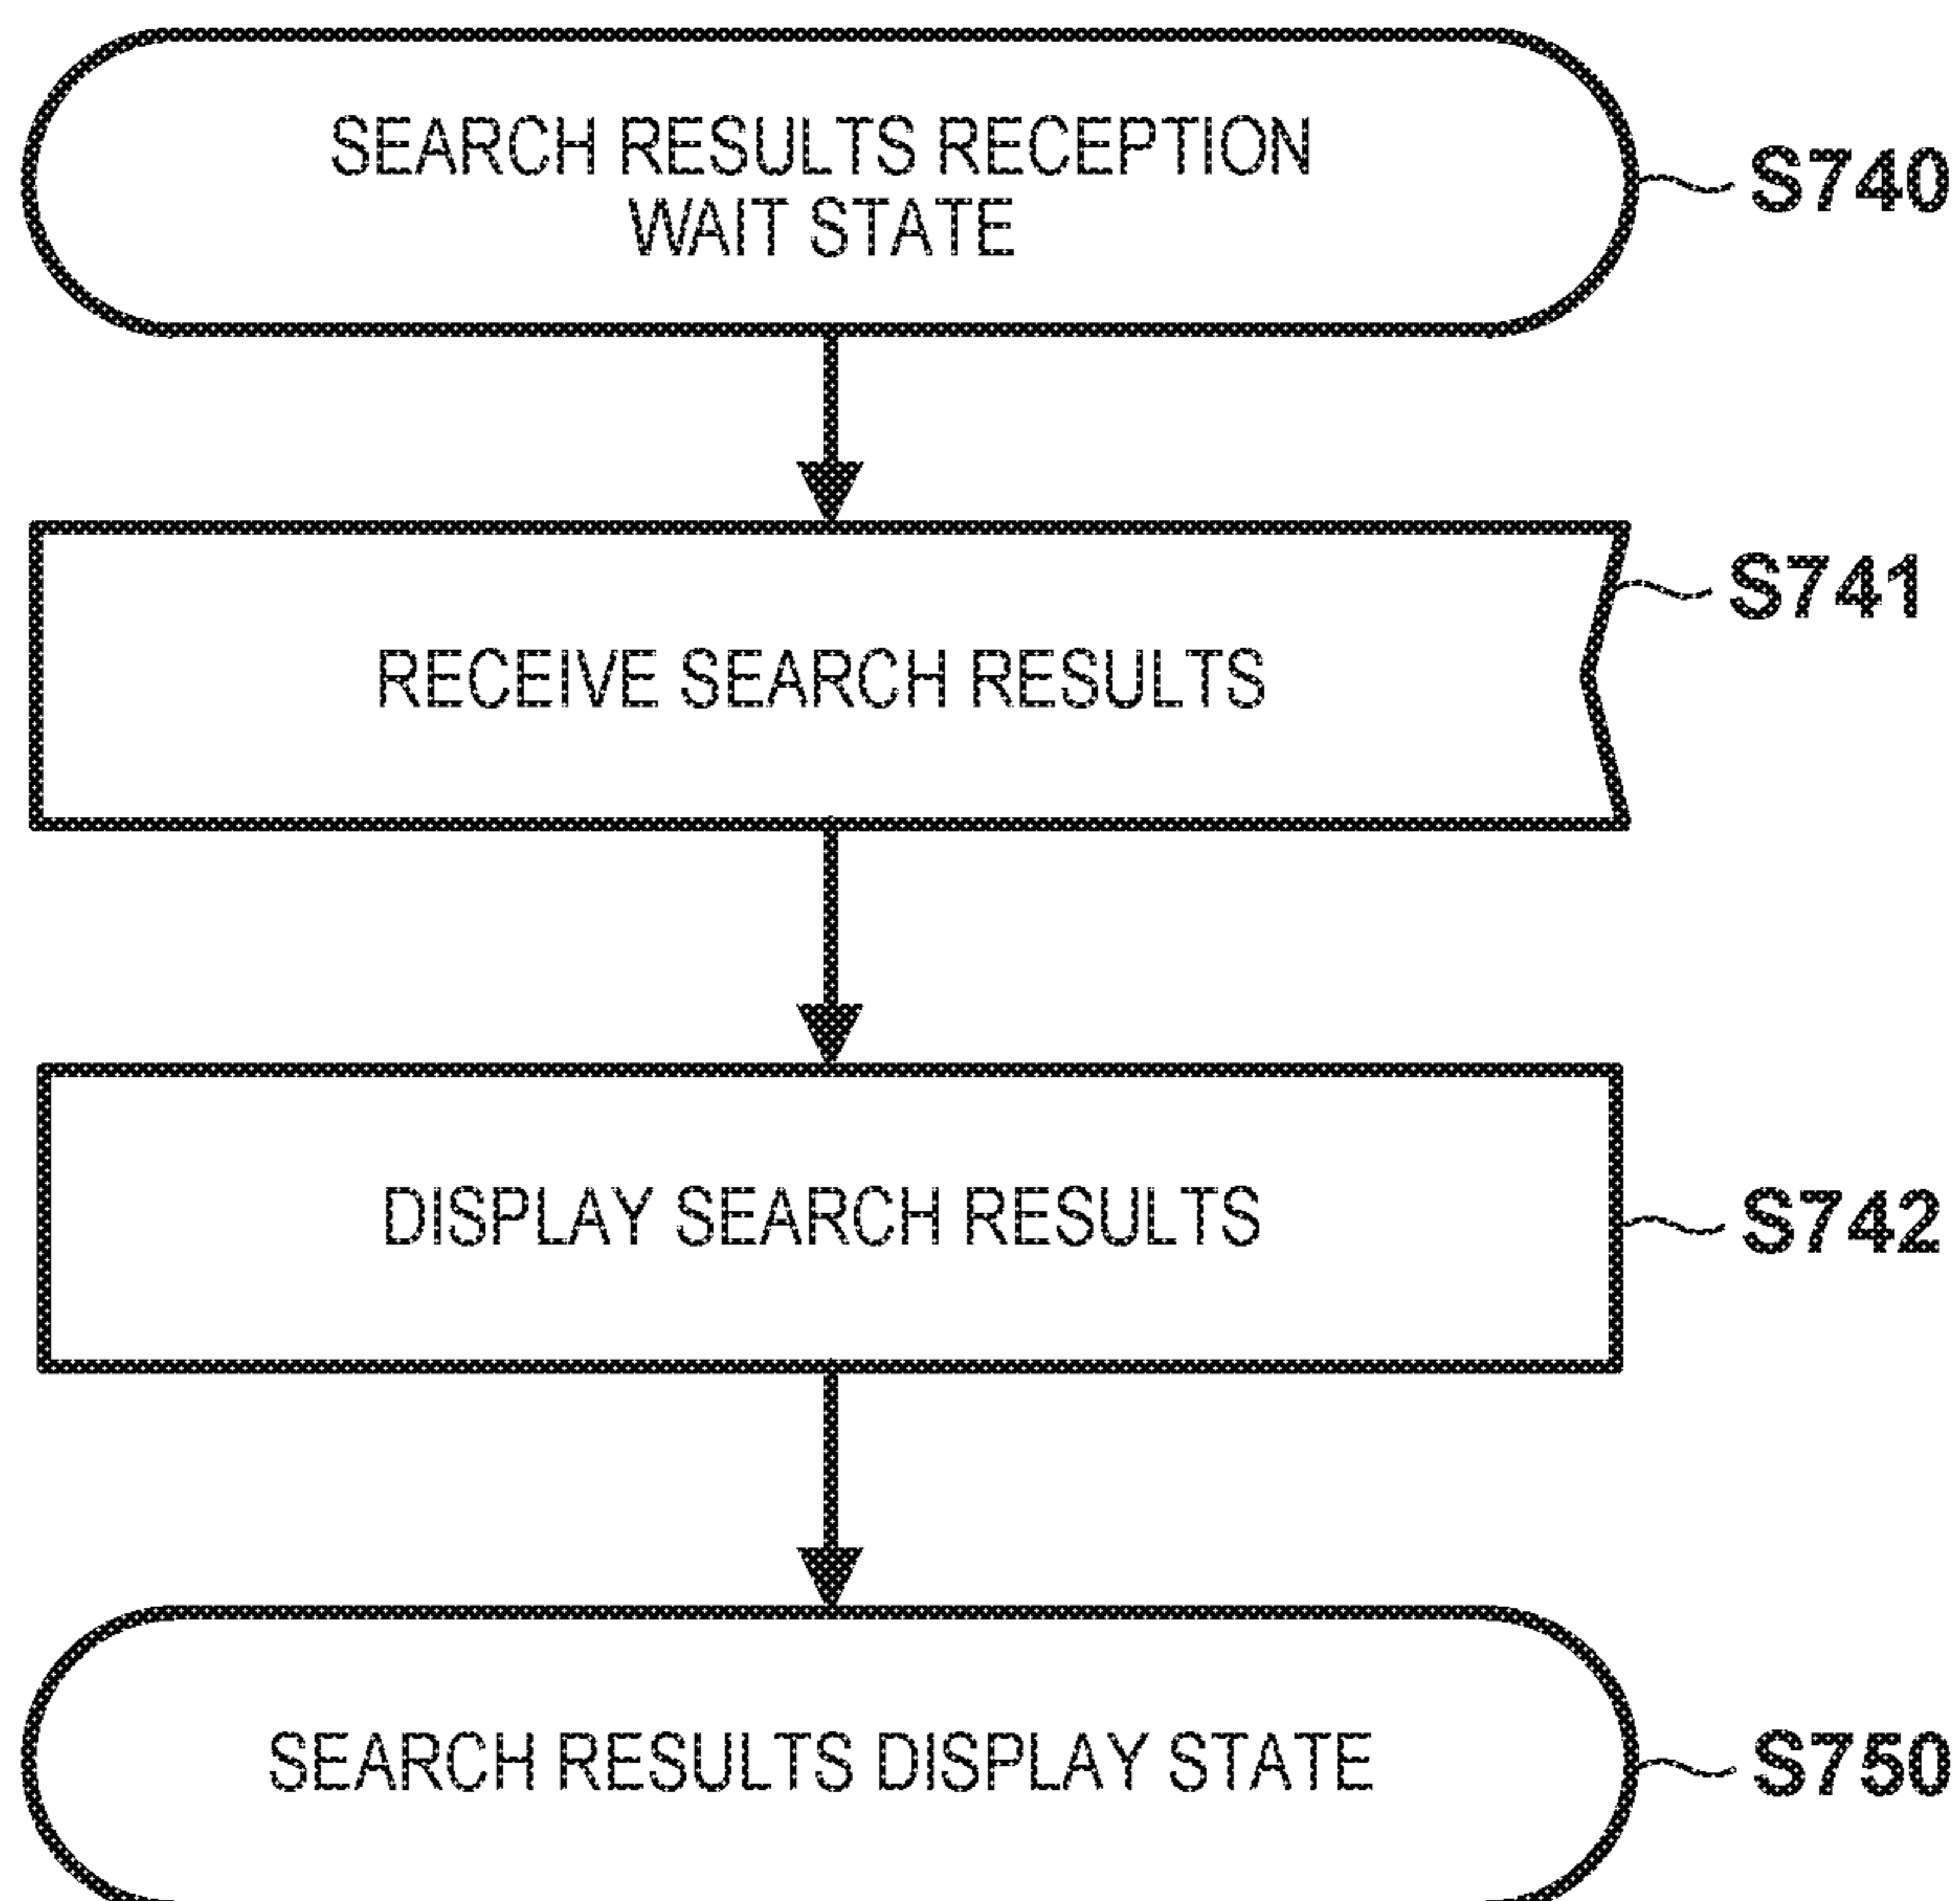 SEARCH RESULTS RECEPTION
WAIT STATE
S740
S741
RECEIVE SEARCH RESULTS
DISPLAY SEARCH RESULTS
S742
SEARCH RESULTS DISPLAY STATE
S750